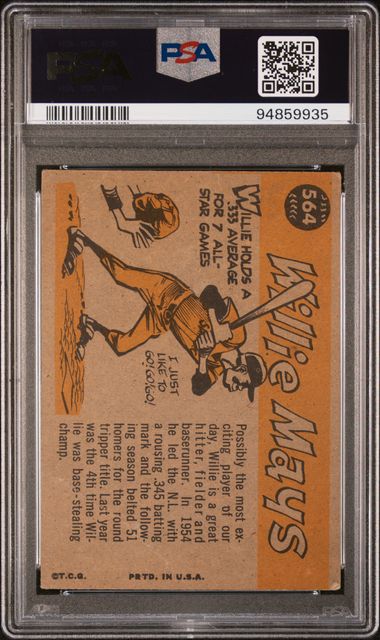 PSA
PSA
94859935
564
Willie Mays
WILLIE HOLDS A
.333 AVERAGE
FOR 7 ALL-
STAR GAMES
I JUST
LIKE TO
GO! GO! GO!
Possibly the most ex-
citing player of our
day, Willie is a great
hitter, fielder and
baserunner. In 1954
he led the N.L. with
a rousing .345 batting
mark and the follow-
ing season belted 51
homers for the round
tripper title. Last year
was the 4th time Wil-
lie was base-stealing
champ.
©T.C.G. PRTD. IN U.S.A.